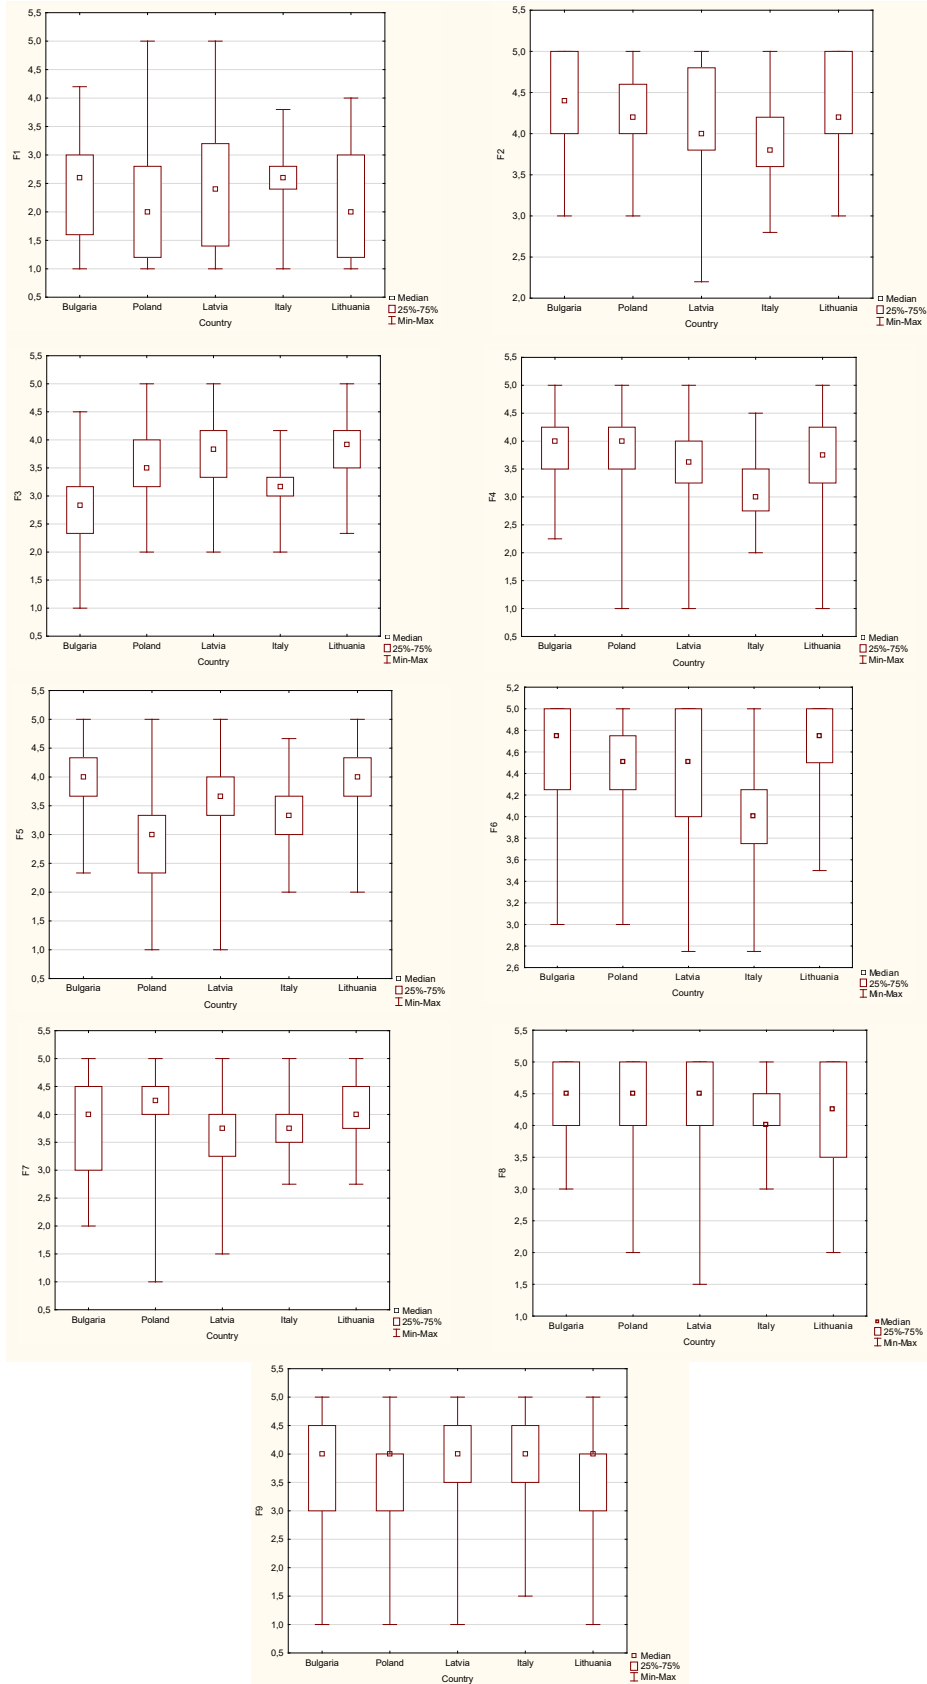 5,5
5,0
4,5
4,0
3,5
3,0
2,5
2,0
1,5
1,0
0,5
F1
Bulgaria Poland Latvia Italy Lithuania
Country
Median
25%-75%
Min-Max
5,5
5,0
4,5
4,0
3,5
3,0
2,5
2,0
F2
Bulgaria Poland Latvia Italy Lithuania
Country
Median
25%-75%
Min-Max
5,5
5,0
4,5
4,0
3,5
3,0
2,5
2,0
1,5
1,0
0,5
F3
Bulgaria Poland Latvia Italy Lithuania
Country
Median
25%-75%
Min-Max
5,5
5,0
4,5
4,0
3,5
3,0
2,5
2,0
1,5
1,0
0,5
F4
Bulgaria Poland Latvia Italy Lithuania
Country
Median
25%-75%
Min-Max
5,5
5,0
4,5
4,0
3,5
3,0
2,5
2,0
1,5
1,0
0,5
F5
Bulgaria Poland Latvia Italy Lithuania
Country
Median
25%-75%
Min-Max
5,2
5,0
4,8
4,6
4,4
4,2
4,0
3,8
3,6
3,4
3,2
3,0
2,8
2,6
F6
Bulgaria Poland Latvia Italy Lithuania
Country
Median
25%-75%
Min-Max
5,5
5,0
4,5
4,0
3,5
3,0
2,5
2,0
1,5
1,0
0,5
F7
Bulgaria Poland Latvia Italy Lithuania
Country
Median
25%-75%
Min-Max
5,5
5,0
4,5
4,0
3,5
3,0
2,5
2,0
1,5
1,0
F8
Bulgaria Poland Latvia Italy Lithuania
Country
Median
25%-75%
Min-Max
5,5
5,0
4,5
4,0
3,5
3,0
2,5
2,0
1,5
1,0
0,5
F9
Bulgaria Poland Latvia Italy Lithuania
Country
Median
25%-75%
Min-Max